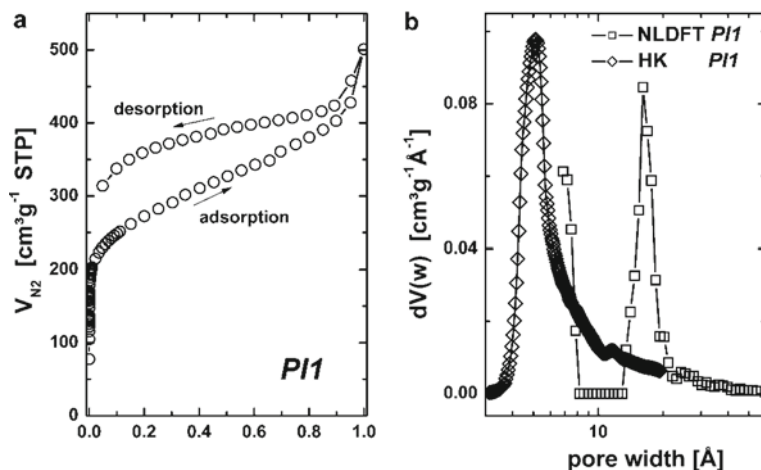 a
V_N2 [cm³g⁻¹ STP]
500
400
300
200
100
0
desorption
adsorption
PI1
0.0 0.2 0.4 0.6 0.8 1.0
b
NLDFT PI1
HK PI1
dV(w) [cm³g⁻¹Å⁻¹]
0.08
0.04
0.00
10
pore width [Å]